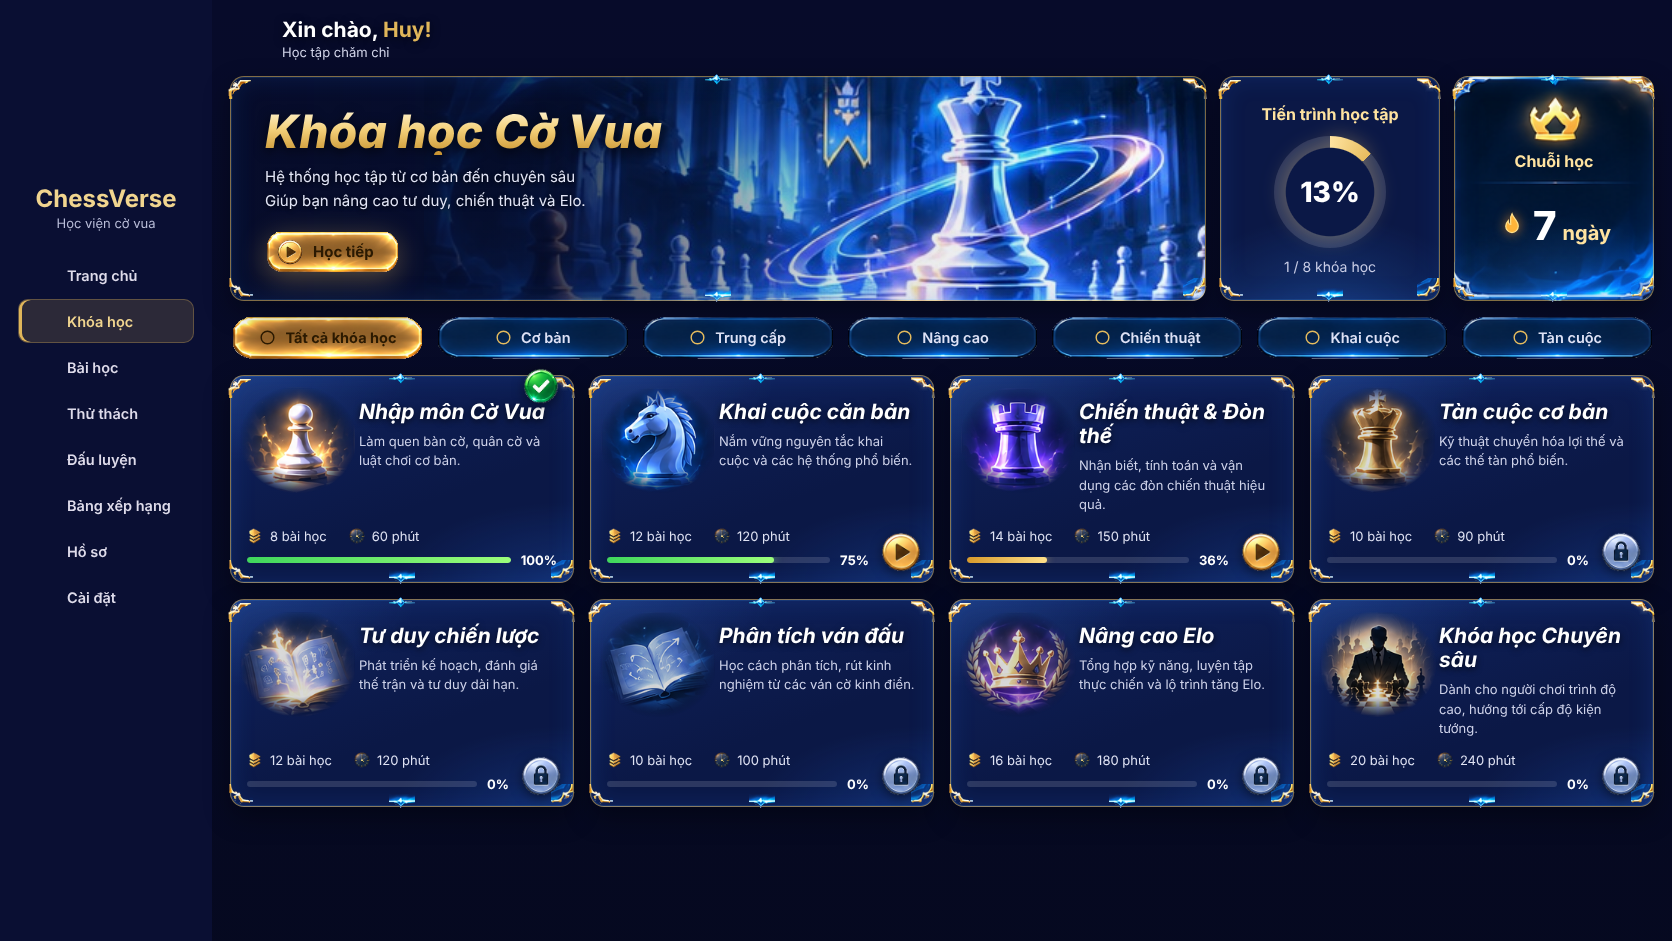 Xin chào, Huy!
Học tập chăm chỉ
ChessVerse
Học viện cờ vua
Trang chủ
Khóa học
Bài học
Thử thách
Đấu luyện
Bảng xếp hạng
Hồ sơ
Cài đặt
Khóa học Cờ Vua
Hệ thống học tập từ cơ bản đến chuyên sâu
Giúp bạn nâng cao tư duy, chiến thuật và Elo.
Học tiếp
Tiến trình học tập
13%
1 / 8 khóa học
Chuỗi học
7 ngày
Tất cả khóa học
Cơ bản
Trung cấp
Nâng cao
Chiến thuật
Khai cuộc
Tàn cuộc
Nhập môn Cờ Vua
Làm quen bàn cờ, quân cờ và
luật chơi cơ bản.
8 bài học
60 phút
100%
Khai cuộc căn bản
Nắm vững nguyên tắc khai
cuộc và các hệ thống phổ biến.
12 bài học
120 phút
75%
Chiến thuật & Đòn
thế
Nhận biết, tính toán và vận
dụng các đòn chiến thuật hiệu
quả.
14 bài học
150 phút
36%
Tàn cuộc cơ bản
Kỹ thuật chuyển hóa lợi thế và
các thế tàn phổ biến.
10 bài học
90 phút
0%
Tư duy chiến lược
Phát triển kế hoạch, đánh giá
thế trận và tư duy dài hạn.
12 bài học
120 phút
0%
Phân tích ván đấu
Học cách phân tích, rút kinh
nghiệm từ các ván cờ kinh điển.
10 bài học
100 phút
0%
Nâng cao Elo
Tổng hợp kỹ năng, luyện tập
thực chiến và lộ trình tăng Elo.
16 bài học
180 phút
0%
Khóa học Chuyên
sâu
Dành cho người chơi trình độ
cao, hướng tới cấp độ kiện
tướng.
20 bài học
240 phút
0%